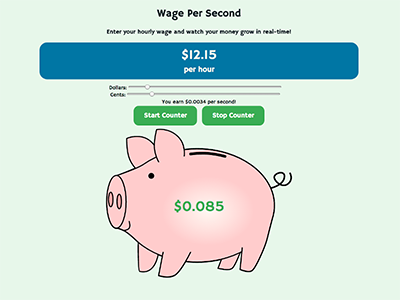 Wage Per Second
Enter your hourly wage and watch your money grow in real-time!
$12.15
per hour
Dollars:
Cents:
You earn $0.0034 per second!
Start Counter Stop Counter
$0.085